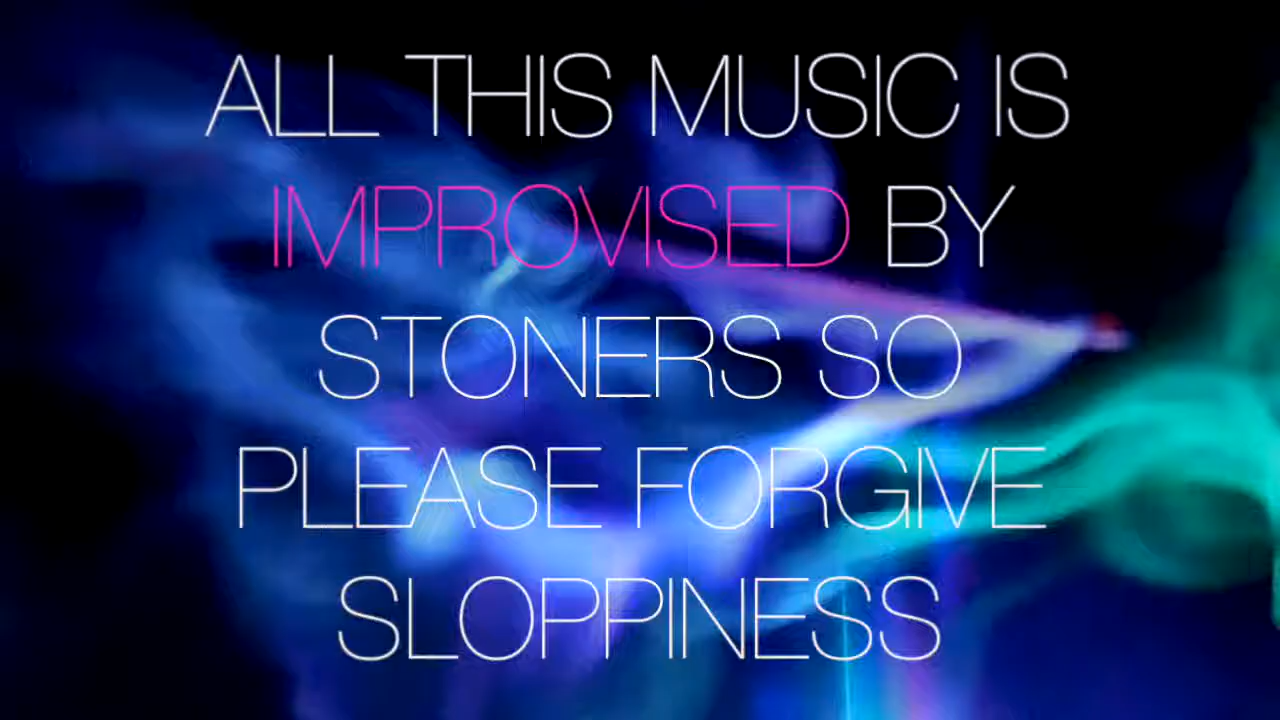 ALL THIS MUSIC IS
IMPROVISED BY
STONERS SO
PLEASE FORGIVE
SLOPPINESS